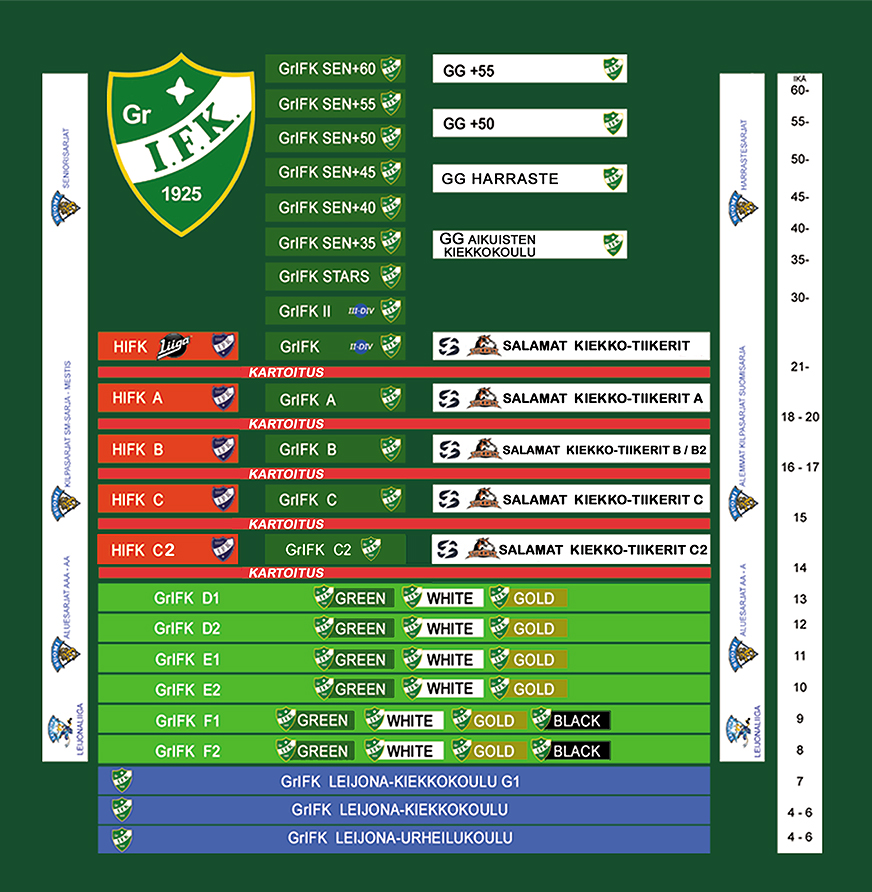 Gr
I.F.K.
1925
SENIORISARJAT
KILPASARJAT SM-SARJA - MESTIS
ALUESARJAT AAA - AA
LEIJONALIIGA
GrIFK SEN+60
GrIFK SEN+55
GrIFK SEN+50
GrIFK SEN+45
GrIFK SEN+40
GrIFK SEN+35
GrIFK STARS
GrIFK II III-DIV
GG +55
GG +50
GG HARRASTE
GG AIKUISTEN
KIEKKOKOULU
HARRASTESARJAT
ALEMMAT KILPASARJAT SUOMISARJA
ALUESARJAT AA - A
LEIJONALIIGA
IKÄ
60-
55-
50-
45-
40-
35-
30-
HIFK Liiga GrIFK II-DIV SALAMAT KIEKKO-TIIKERIT
KARTOITUS 21-
HIFK A GrIFK A SALAMAT KIEKKO-TIIKERIT A
KARTOITUS 18 - 20
HIFK B GrIFK B SALAMAT KIEKKO-TIIKERIT B / B2
KARTOITUS 16 - 17
HIFK C GrIFK C SALAMAT KIEKKO-TIIKERIT C
KARTOITUS 15
HIFK C2 GrIFK C2 SALAMAT KIEKKO-TIIKERIT C2
KARTOITUS 14
GrIFK D1 GREEN WHITE GOLD 13
GrIFK D2 GREEN WHITE GOLD 12
GrIFK E1 GREEN WHITE GOLD 11
GrIFK E2 GREEN WHITE GOLD 10
GrIFK F1 GREEN WHITE GOLD BLACK 9
GrIFK F2 GREEN WHITE GOLD BLACK 8
GrIFK LEIJONA-KIEKKOKOULU G1 7
GrIFK LEIJONA-KIEKKOKOULU 4 - 6
GrIFK LEIJONA-URHEILUKOULU 4 - 6